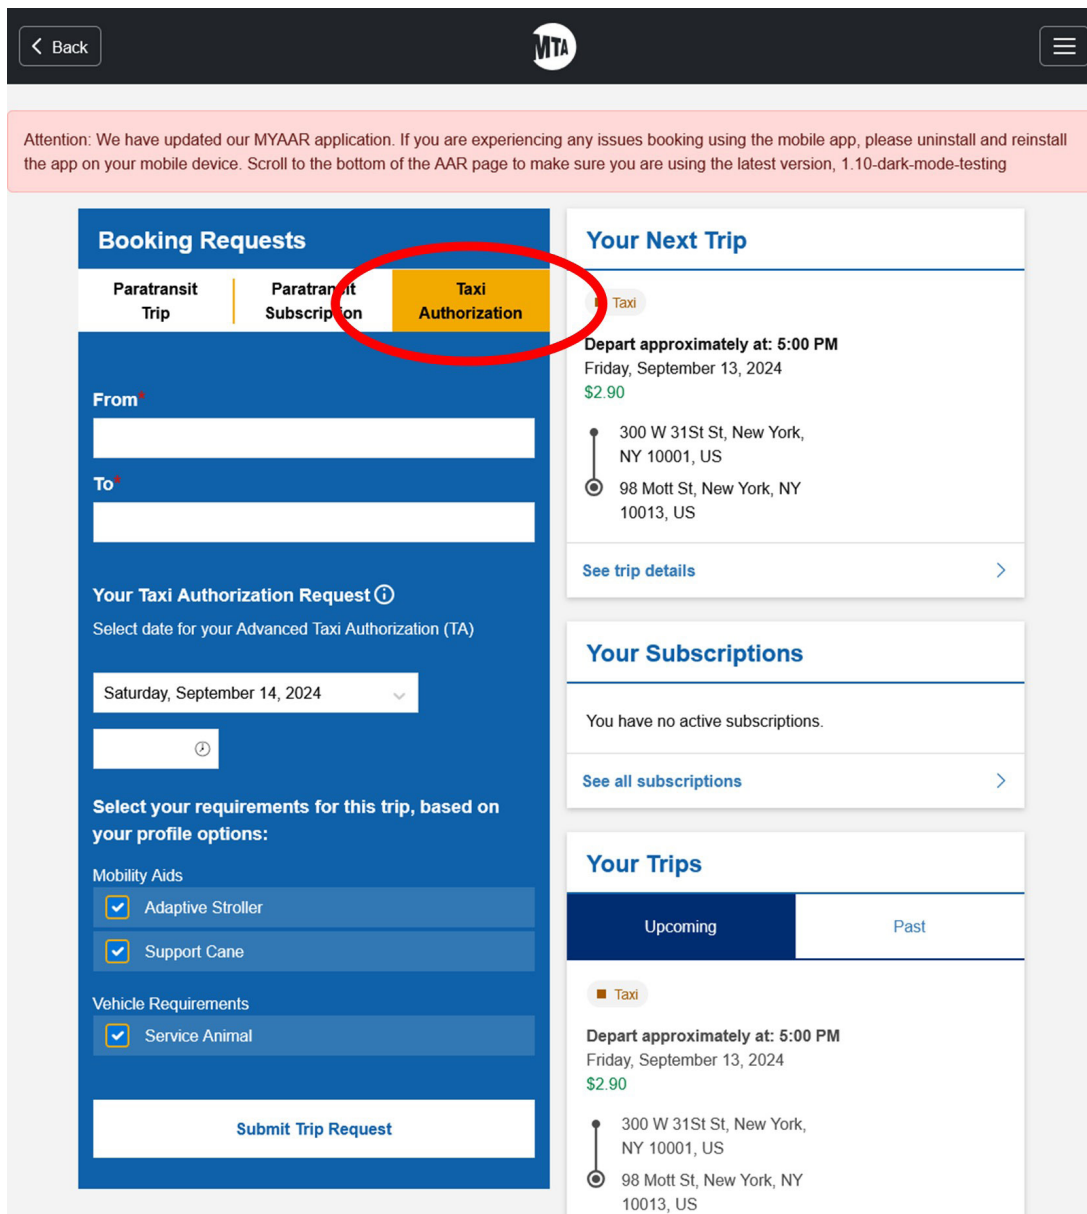 Back
MTA
Attention: We have updated our MYAAR application. If you are experiencing any issues booking using the mobile app, please uninstall and reinstall
the app on your mobile device. Scroll to the bottom of the AAR page to make sure you are using the latest version, 1.10-dark-mode-testing
Booking Requests
Paratransit
Trip
Paratransit
Subscription
Taxi
Authorization
From*
To*
Your Taxi Authorization Request
Select date for your Advanced Taxi Authorization (TA)
Saturday, September 14, 2024
Select your requirements for this trip, based on
your profile options:
Mobility Aids
Adaptive Stroller
Support Cane
Vehicle Requirements
Service Animal
Submit Trip Request
Your Next Trip
Taxi
Depart approximately at: 5:00 PM
Friday, September 13, 2024
$2.90
300 W 31St St, New York,
NY 10001, US
98 Mott St, New York, NY
10013, US
See trip details
Your Subscriptions
You have no active subscriptions.
See all subscriptions
Your Trips
Upcoming
Past
Taxi
Depart approximately at: 5:00 PM
Friday, September 13, 2024
$2.90
300 W 31St St, New York,
NY 10001, US
98 Mott St, New York, NY
10013, US